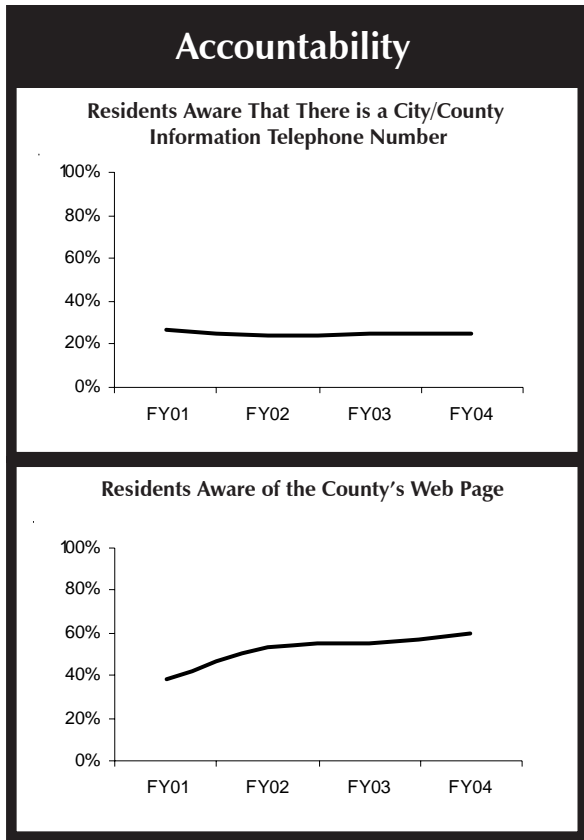 Accountability
Residents Aware That There is a City/County
Information Telephone Number
100%
80%
60%
40%
20%
0%
FY01 FY02 FY03 FY04
Residents Aware of the County's Web Page
100%
80%
60%
40%
20%
0%
FY01 FY02 FY03 FY04